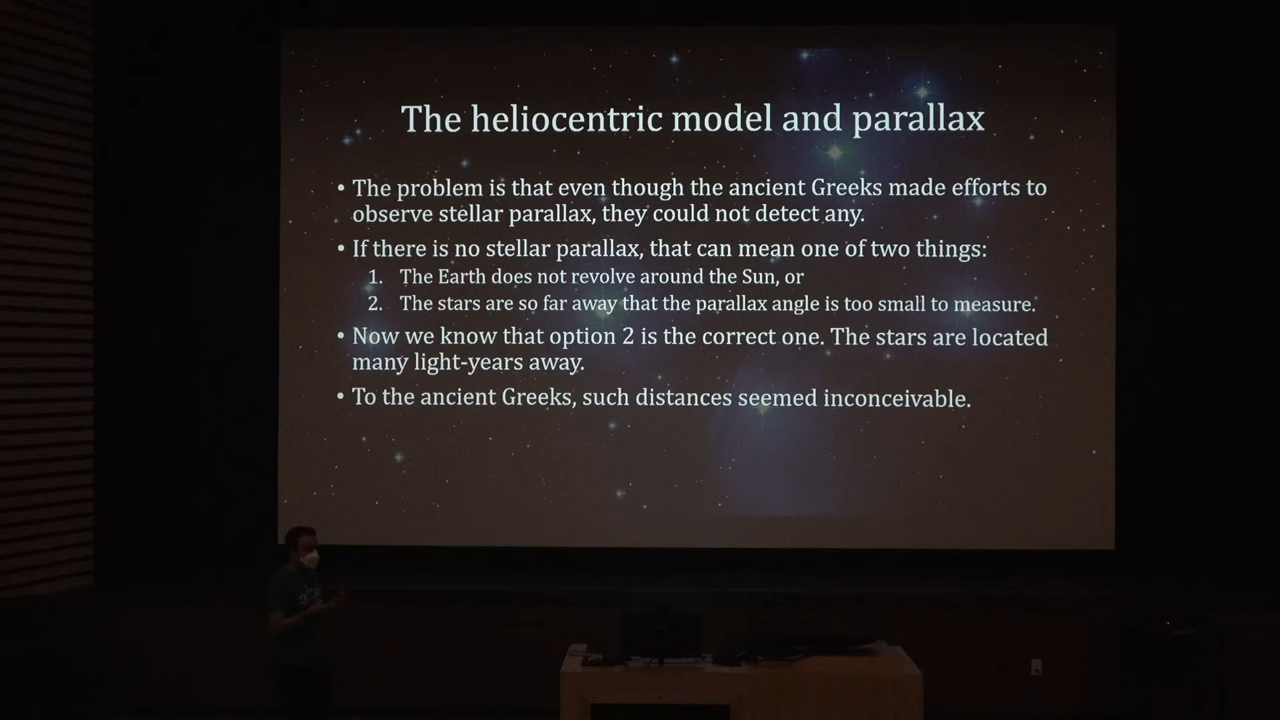 The heliocentric model and parallax
• The problem is that even though the ancient Greeks made efforts to
observe stellar parallax, they could not detect any.
• If there is no stellar parallax, that can mean one of two things:
1. The Earth does not revolve around the Sun, or
2. The stars are so far away that the parallax angle is too small to measure.
• Now we know that option 2 is the correct one. The stars are located
many light-years away.
• To the ancient Greeks, such distances seemed inconceivable.